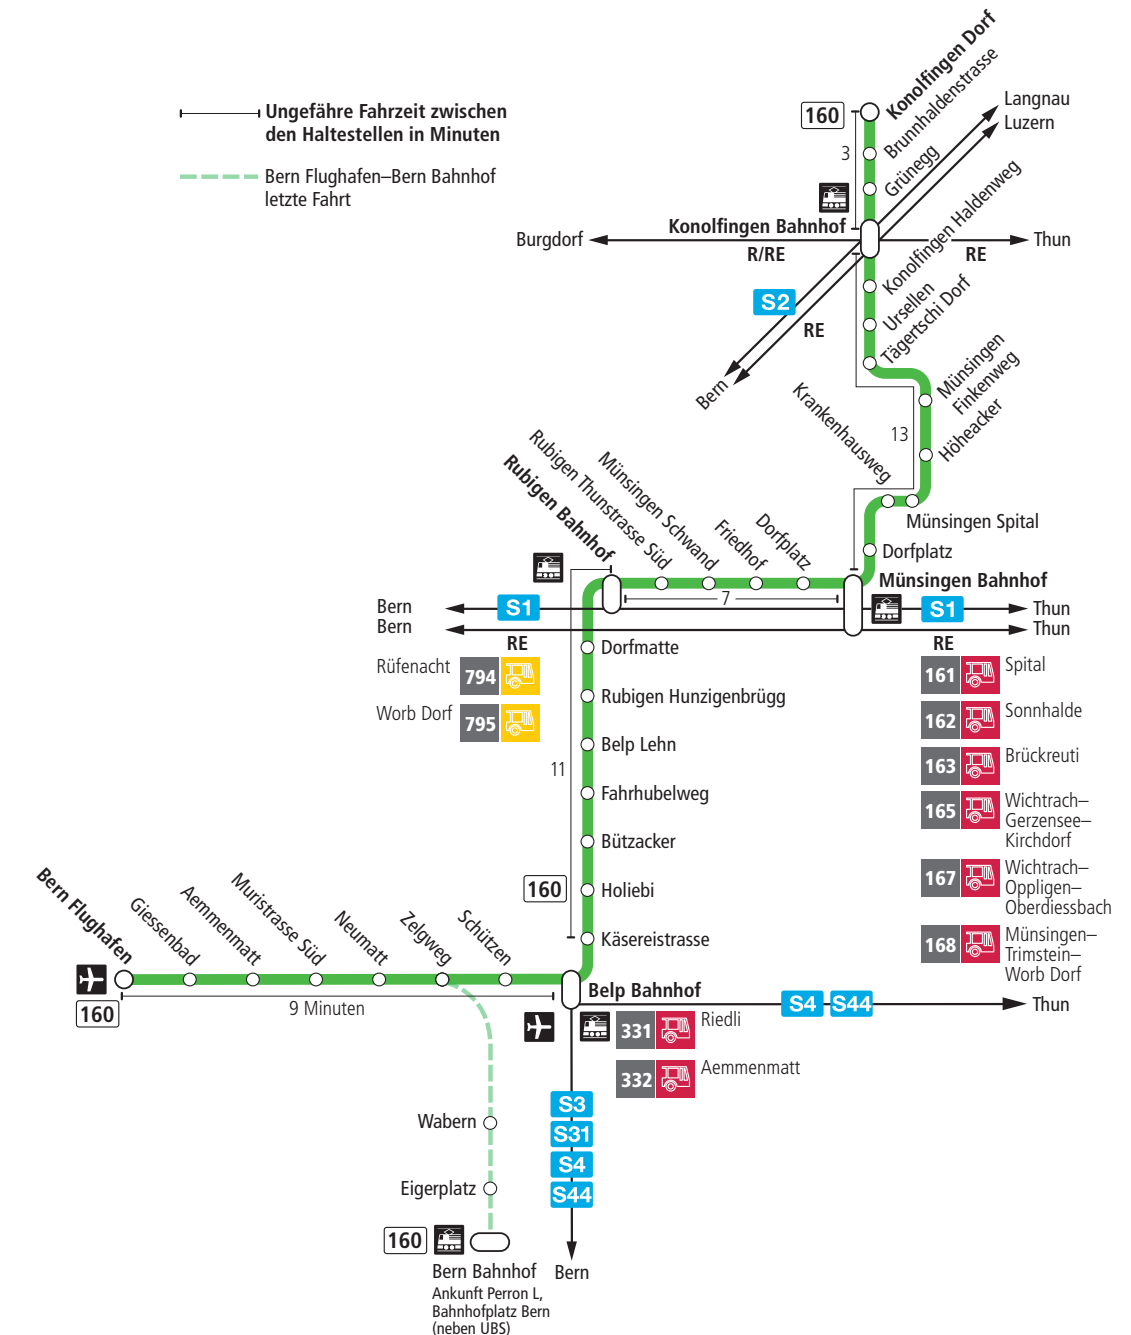 Ungefähre Fahrzeit zwischen
den Haltestellen in Minuten
Bern Flughafen–Bern Bahnhof
letzte Fahrt
160
Konolfingen Dorf
Brunnhaldenstrasse
Grünegg
3
Langnau
Luzern
Konolfingen Bahnhof
Burgdorf
R/RE
RE
Thun
Konolfingen Haldenweg
Ursellen
Tägertschi Dorf
S2
RE
Bern
Münsingen
Finkenweg
Höheacker
13
Krankenhausweg
Münsingen Spital
Dorfplatz
Münsingen Bahnhof
Rubigen Bahnhof
Rubigen Thunstrasse Süd
Münsingen Schwand
Friedhof
Dorfplatz
7
Bern
S1
S1
Thun
Bern
Thun
RE
RE
Rüfenacht
794
Worb Dorf
795
161
Spital
162
Sonnhalde
163
Brückreuti
165
Wichtrach–
Gerzensee–
Kirchdorf
167
Wichtrach–
Oppligen–
Oberdiessbach
168
Münsingen–
Trimstein–
Worb Dorf
Dorfmatte
Rubigen Hunzigenbrügg
Belp Lehn
11
Fahrhubelweg
Bützacker
160
Holiebi
Käsereistrasse
Bern Flughafen
Giessenbad
Aemmenmatt
Muristrasse Süd
Neumatt
Zelgweg
Schützen
160
9 Minuten
Belp Bahnhof
S4
S44
Thun
331
Riedli
332
Aemmenmatt
S3
S31
S4
S44
Bern
Wabern
Eigerplatz
160
Bern Bahnhof
Ankunft Perron L,
Bahnhofplatz Bern
(neben UBS)